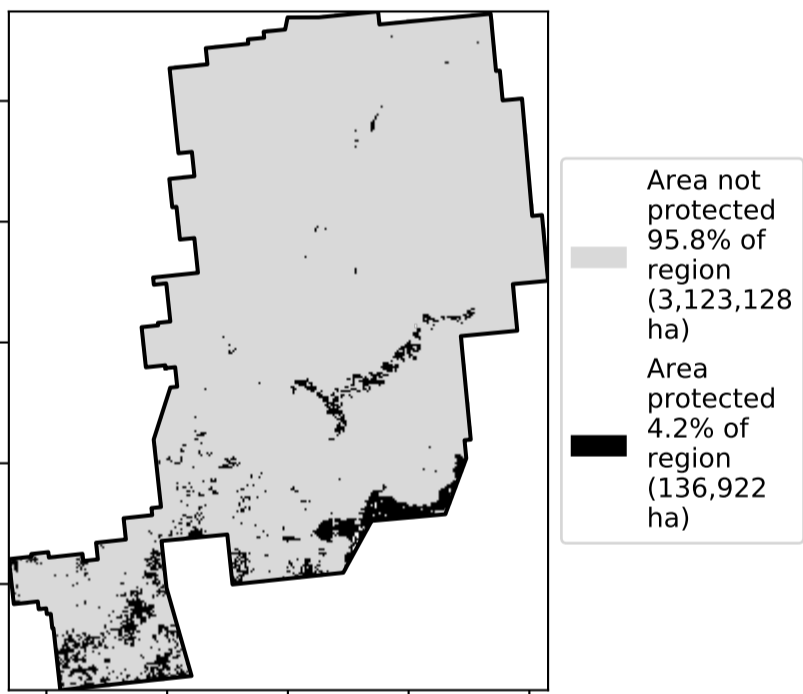 Area not
protected
95.8% of
region
(3,123,128
ha)
Area
protected
4.2% of
region
(136,922
ha)